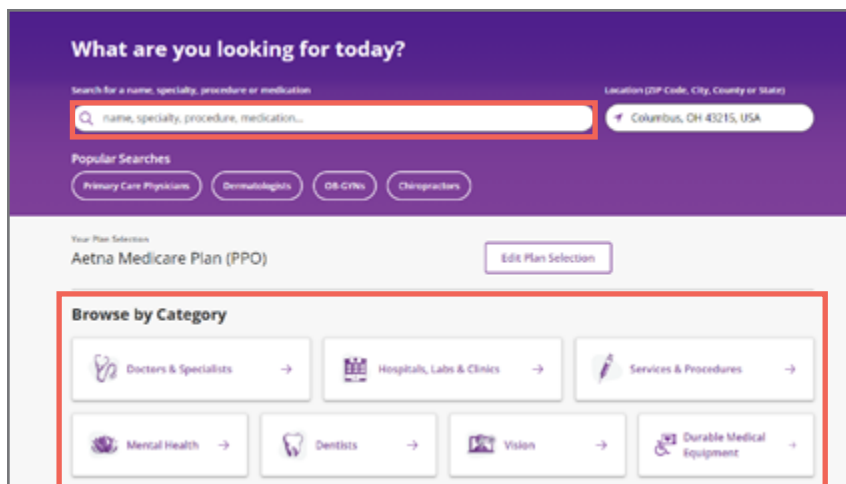 What are you looking for today?
Search for a name, specialty, procedure or medication
Location (ZIP Code, City, County or State)
name, specialty, procedure, medication...
Columbus, OH 43215, USA
Popular Searches
Primary Care Physicians
Dermatologists
OB-GYNs
Chiropractors
Your Plan Selection
Aetna Medicare Plan (PPO)
Edit Plan Selection
Browse by Category
Doctors & Specialists
Hospitals, Labs & Clinics
Services & Procedures
Mental Health
Dentists
Vision
Durable Medical
Equipment